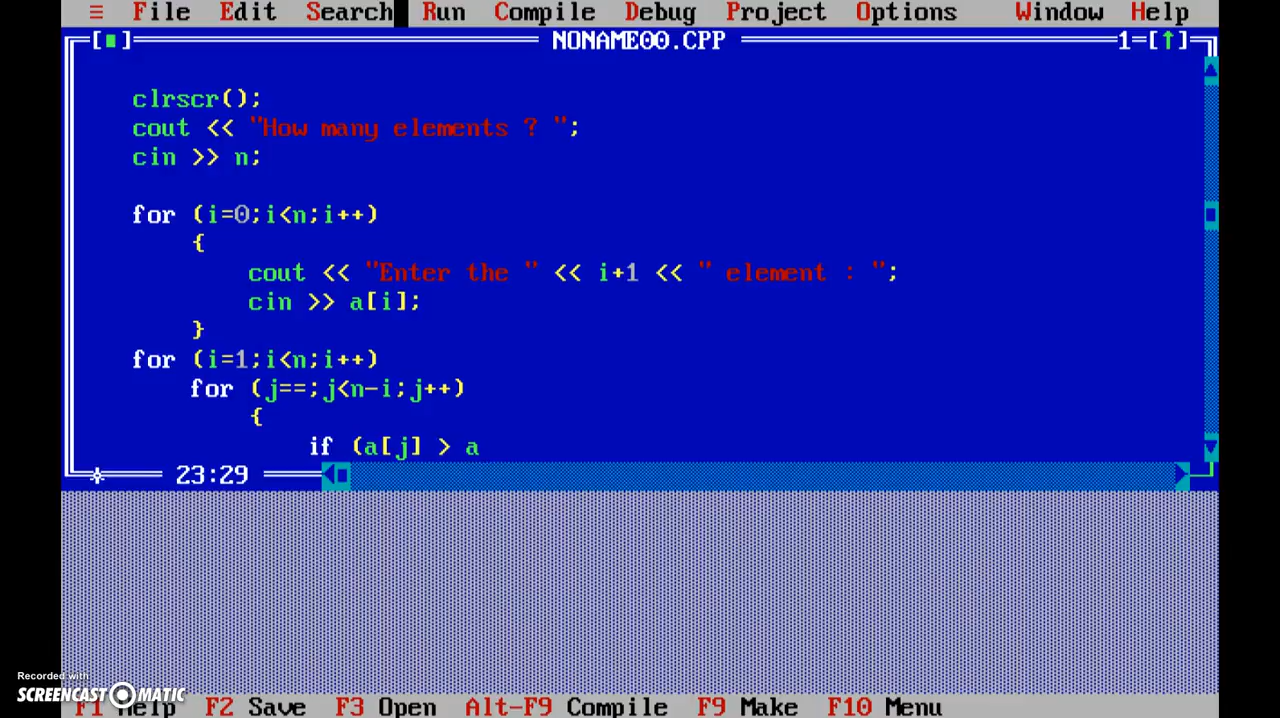 ≡ File Edit Search Run Compile Debug Project Options Window Help
[■] NONAME00.CPP 1=[↑]
clrscr();
cout << "How many elements ? ";
cin >> n;
for (i=0;i<n;i++)
{
cout << "Enter the " << i+1 << " element : ";
cin >> a[i];
}
for (i=1;i<n;i++)
for (j==;j<n-i;j++)
{
if (a[j] > a
23:29
Recorded with
SCREENCAST MATIC
F1 Help F2 Save F3 Open Alt-F9 Compile F9 Make F10 Menu